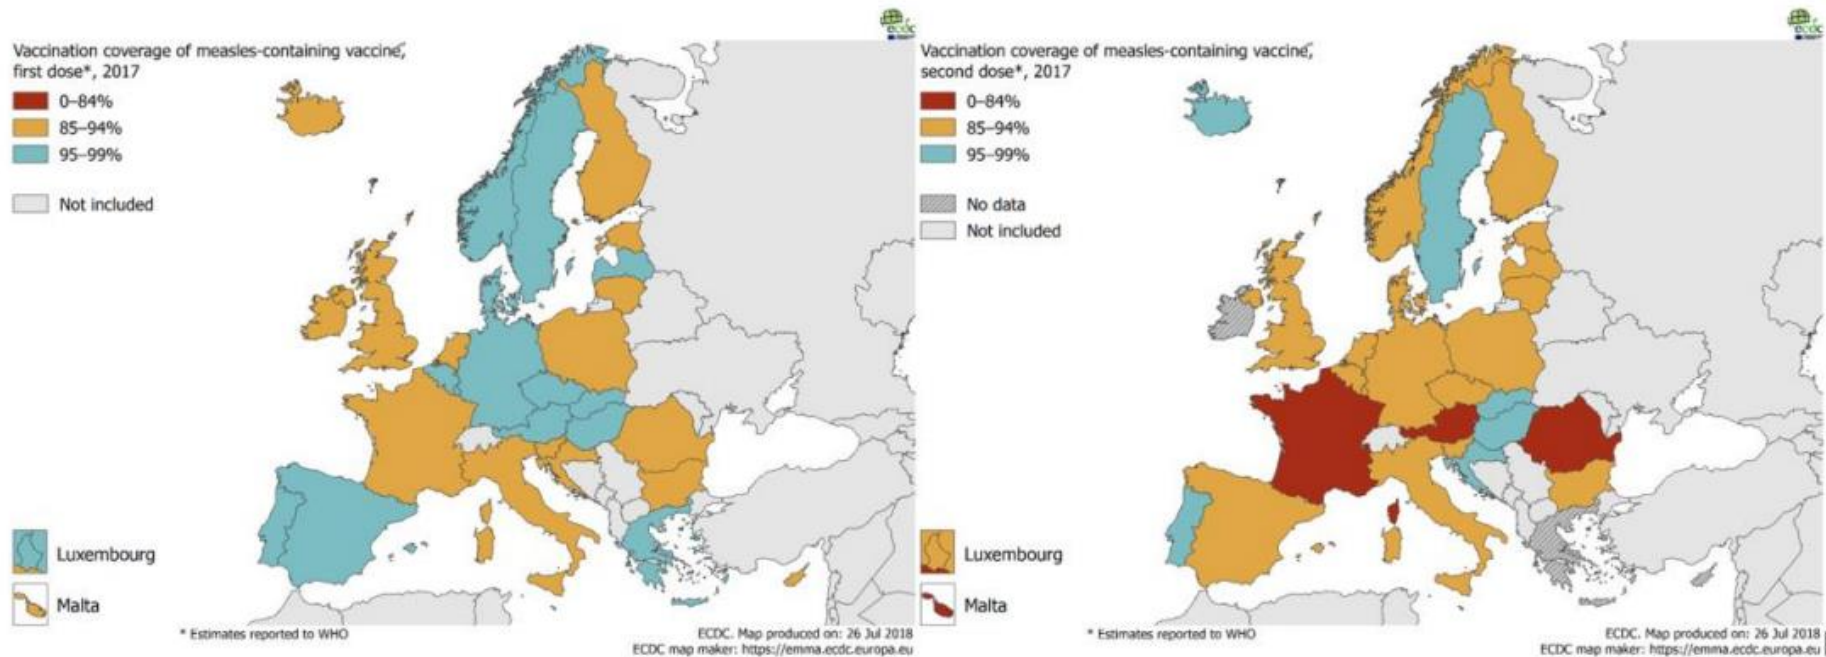 ecdc
Vaccination coverage of measles-containing vaccine,
first dose*, 2017
0–84%
85–94%
95–99%
Not included
Luxembourg
Malta
* Estimates reported to WHO
ECDC. Map produced on: 26 Jul 2018
ECDC map maker: https://emma.ecdc.europa.eu
ecdc
Vaccination coverage of measles-containing vaccine,
second dose*, 2017
0–84%
85–94%
95–99%
No data
Not included
Luxembourg
Malta
* Estimates reported to WHO
ECDC. Map produced on: 26 Jul 2018
ECDC map maker: https://emma.ecdc.europa.eu